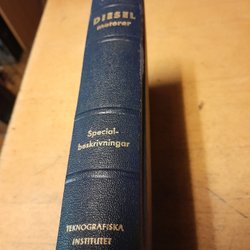 DIESEL
motorer
Special-
beskrivningar
TEKNOGRAFISKA
INSTITUTET